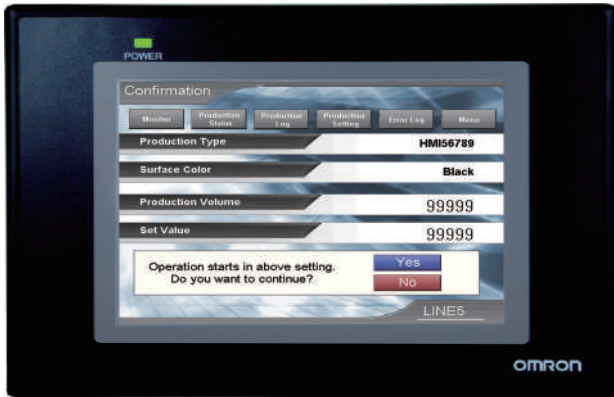 POWER
Confirmation
Monitor
Production
Status
Production
Log
Production
Setting
Error Log
Menu
Production Type
HMI56789
Surface Color
Black
Production Volume
99999
Set Value
99999
Operation starts in above setting.
Do you want to continue?
Yes
No
LINE5
OMRON